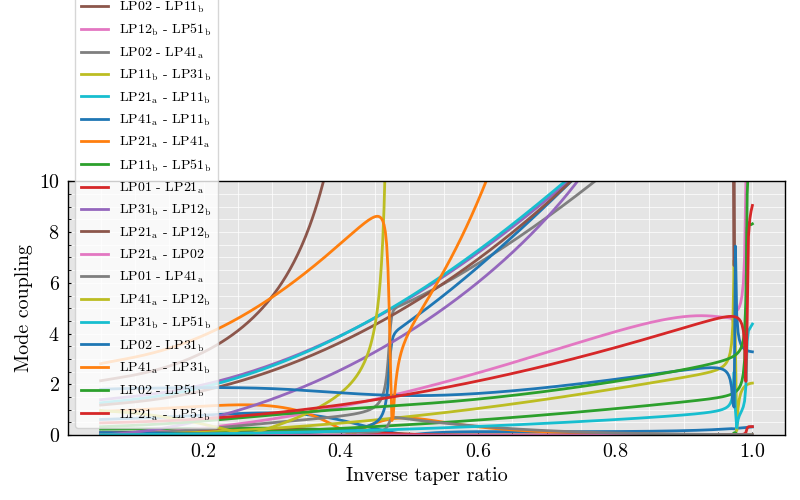 LP02 - LP11b
LP12b - LP51b
LP02 - LP41a
LP11b - LP31b
LP21a - LP11b
LP41a - LP11b
LP21a - LP41a
LP11b - LP51b
LP01 - LP21a
LP31b - LP12b
LP21a - LP12b
LP21a - LP02
LP01 - LP41a
LP41a - LP12b
LP31b - LP51b
LP02 - LP31b
LP41a - LP31b
LP02 - LP51b
LP21a - LP51b
10
8
6
4
2
0
Mode coupling
0.2 0.4 0.6 0.8 1.0
Inverse taper ratio